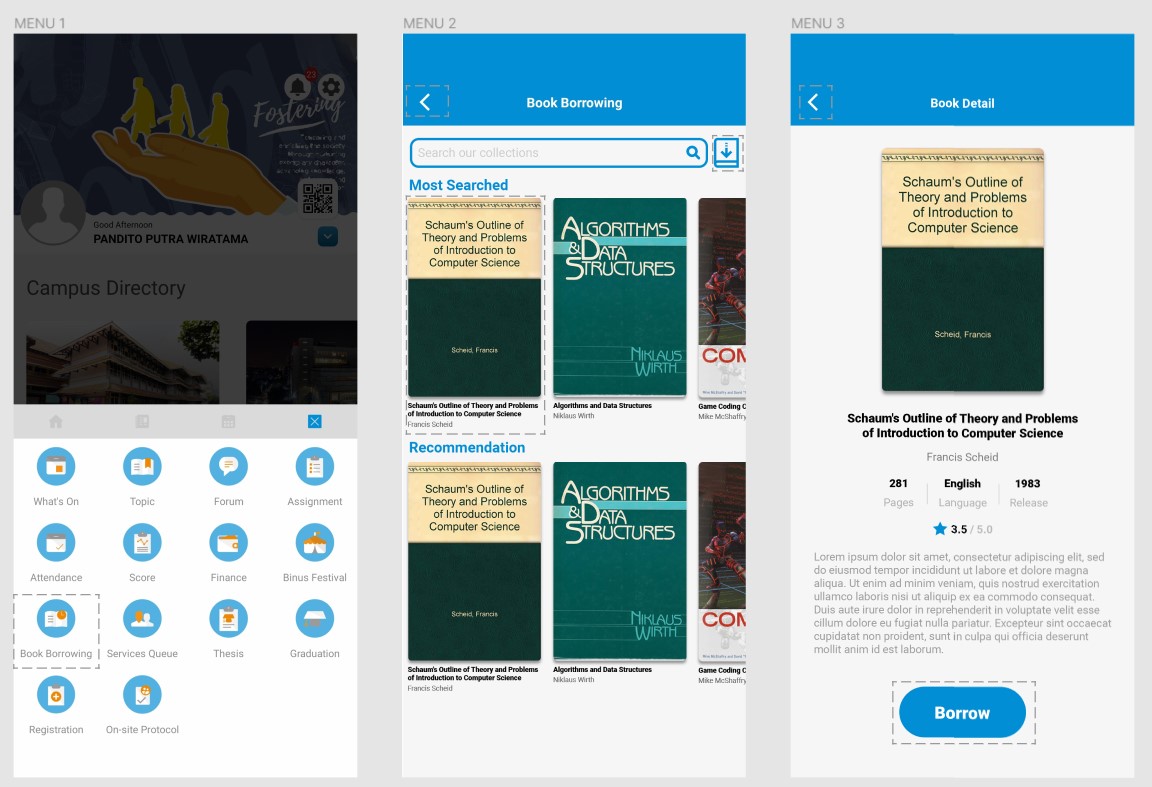 MENU 1
23
Fostering
Good Afternoon
PANDITO PUTRA WIRATAMA
Campus Directory
What's On
Topic
Forum
Assignment
Attendance
Score
Finance
Binus Festival
Book Borrowing
Services Queue
Thesis
Graduation
Registration
On-site Protocol
MENU 2
Book Borrowing
Search our collections
Most Searched
Schaum's Outline of
Theory and Problems
of Introduction to
Computer Science
Scheid, Francis
Schaum's Outline of Theory and Problems
of Introduction to Computer Science
Francis Scheid
ALGORITHMS
& DATA
STRUCTURES
NIKLAUS
WIRTH
Algorithms and Data Structures
Niklaus Wirth
COM
Game Coding C
Mike McShaffry
Recommendation
Schaum's Outline of
Theory and Problems
of Introduction to
Computer Science
Scheid, Francis
Schaum's Outline of Theory and Problems
of Introduction to Computer Science
Francis Scheid
ALGORITHMS
& DATA
STRUCTURES
NIKLAUS
WIRTH
Algorithms and Data Structures
Niklaus Wirth
COM
Game Coding C
Mike McShaffry
MENU 3
Book Detail
Schaum's Outline of
Theory and Problems
of Introduction to
Computer Science
Scheid, Francis
Schaum's Outline of Theory and Problems
of Introduction to Computer Science
Francis Scheid
281 English 1983
Pages Language Release
3.5 / 5.0
Lorem ipsum dolor sit amet, consectetur adipiscing elit, sed
do eiusmod tempor incididunt ut labore et dolore magna
aliqua. Ut enim ad minim veniam, quis nostrud exercitation
ullamco laboris nisi ut aliquip ex ea commodo consequat.
Duis aute irure dolor in reprehenderit in voluptate velit esse
cillum dolore eu fugiat nulla pariatur. Excepteur sint occaecat
cupidatat non proident, sunt in culpa qui officia deserunt
mollit anim id est laborum.
Borrow